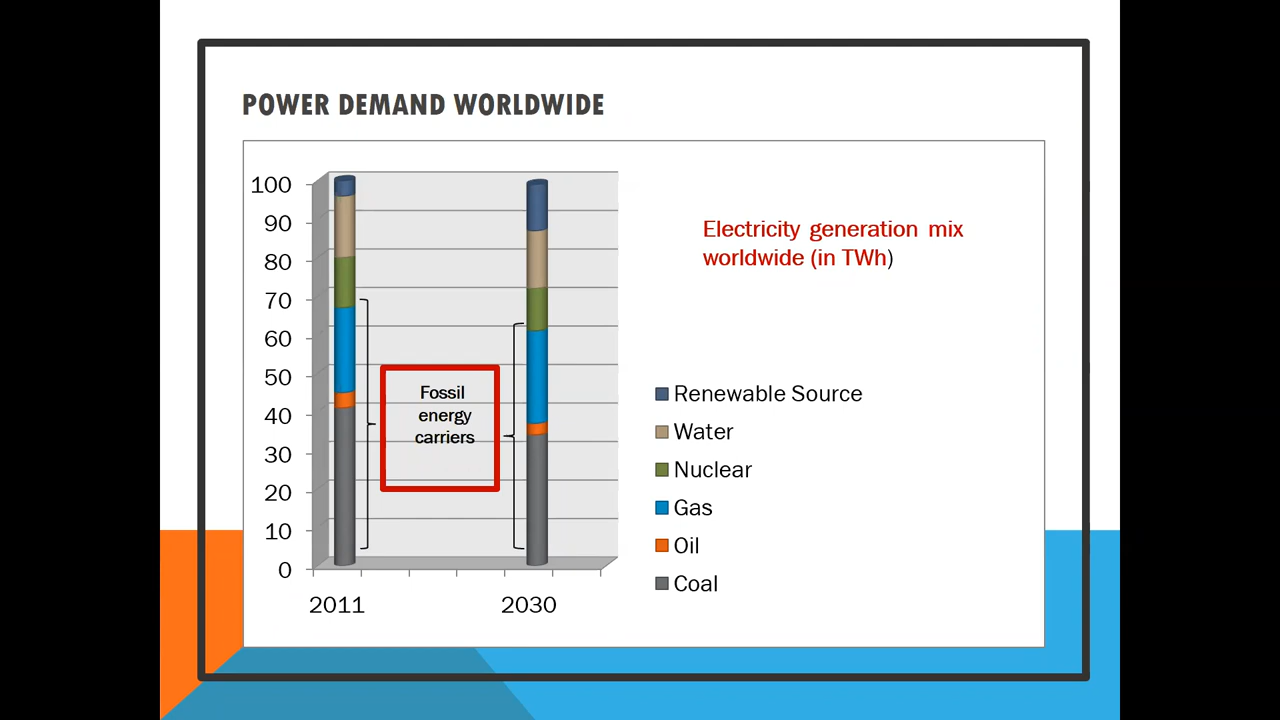 POWER DEMAND WORLDWIDE
100
90
80
70
60
50
40
30
20
10
0
2011
2030
Fossil
energy
carriers
Electricity generation mix
worldwide (in TWh)
Renewable Source
Water
Nuclear
Gas
Oil
Coal